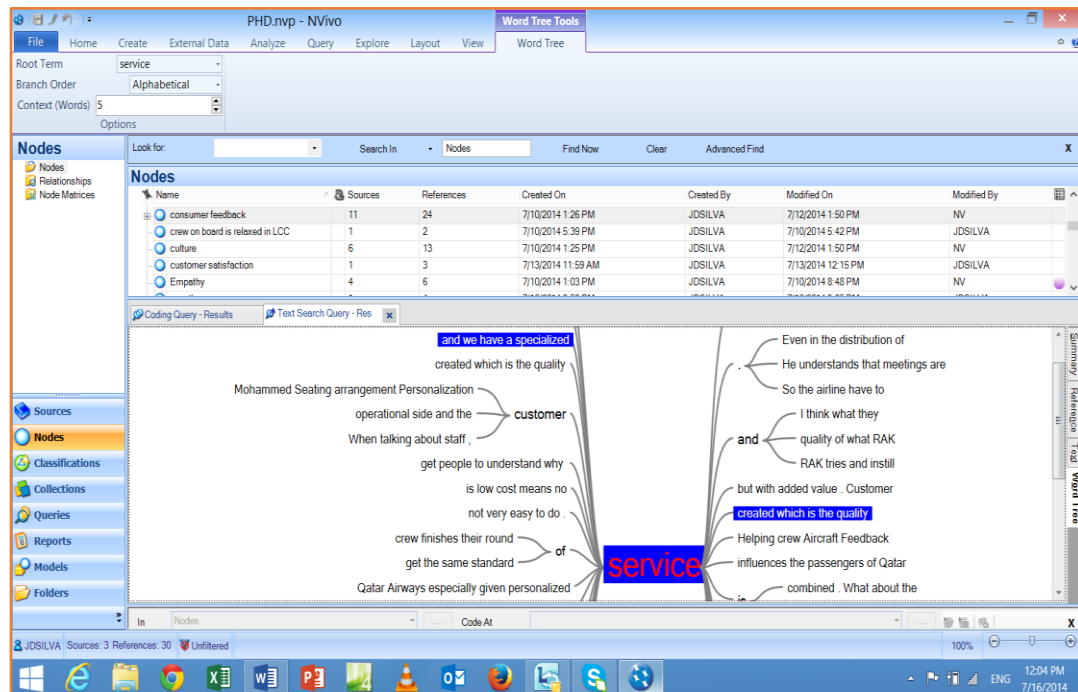 PHD.nvp - NVivo
Word Tree Tools
File Home Create External Data Analyze Query Explore Layout View Word Tree
Root Term service
Branch Order Alphabetical
Context (Words) 5
Options
Nodes
Nodes
Relationships
Node Matrices
Look for: Search In Nodes Find Now Clear Advanced Find X
Nodes
Name Sources References Created On Created By Modified On Modified By
consumer feedback 11 24 7/10/2014 1:26 PM JDSILVA 7/12/2014 1:50 PM NV
crew on board is relaxed in LCC 1 2 7/10/2014 5:39 PM JDSILVA 7/10/2014 5:42 PM JDSILVA
culture 6 13 7/10/2014 1:25 PM JDSILVA 7/12/2014 1:50 PM NV
customer satisfaction 1 3 7/13/2014 11:59 AM JDSILVA 7/13/2014 12:15 PM JDSILVA
Empathy 4 6 7/10/2014 1:03 PM JDSILVA 7/10/2014 8:48 PM NV
Coding Query - Results
Text Search Query - Res x
and we have a specialized
created which is the quality
Mohammed Seating arrangement Personalization
operational side and the
When talking about staff ,
customer
get people to understand why
is low cost means no
not very easy to do .
crew finishes their round
get the same standard
of
Qatar Airways especially given personalized
service
.
Even in the distribution of
He understands that meetings are
So the airline have to
and
I think what they
quality of what RAK
RAK tries and instill
but with added value . Customer
created which is the quality
Helping crew Aircraft Feedback
influences the passengers of Qatar
is
combined . What about the
Summary
Reference
Text
Word Tree
Sources
Nodes
Classifications
Collections
Queries
Reports
Models
Folders
In Nodes ... Code At ... X
JDSILVA Sources: 3 References: 30 Unfiltered 100%
ENG
12:04 PM
7/16/2014